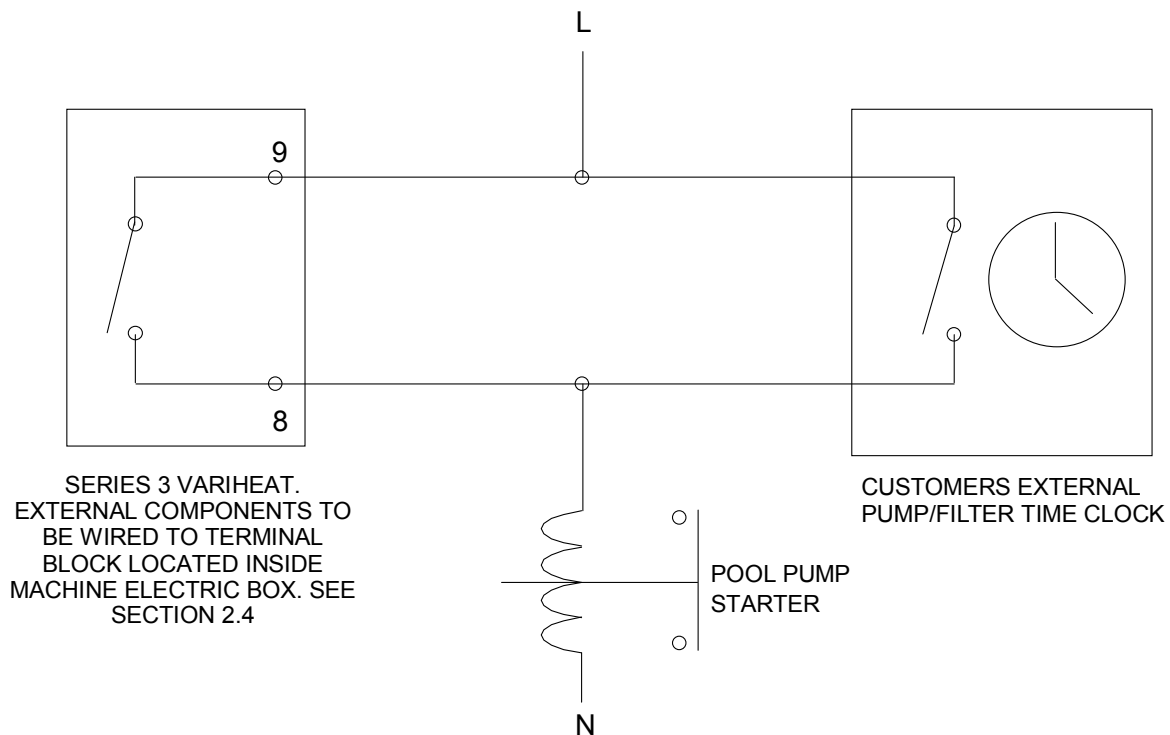 L
9
8
SERIES 3 VARIHEAT.
EXTERNAL COMPONENTS TO
BE WIRED TO TERMINAL
BLOCK LOCATED INSIDE
MACHINE ELECTRIC BOX. SEE
SECTION 2.4
CUSTOMERS EXTERNAL
PUMP/FILTER TIME CLOCK
POOL PUMP
STARTER
N